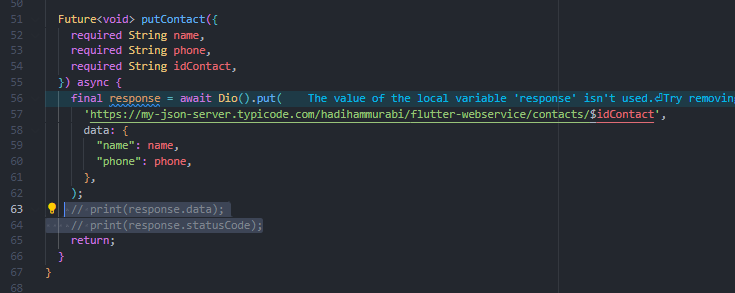 50
51 Future<void> putContact({
52 required String name,
53 required String phone,
54 required String idContact,
55 }) async {
56 final response = await Dio().put( The value of the local variable 'response' isn't used.⏎Try removing
57 'https://my-json-server.typicode.com/hadihammurabi/flutter-webservice/contacts/$idContact',
58 data: {
59 "name": name,
60 "phone": phone,
61 },
62 );
63 // print(response.data);
64 // print(response.statusCode);
65 return;
66 }
67 }
68